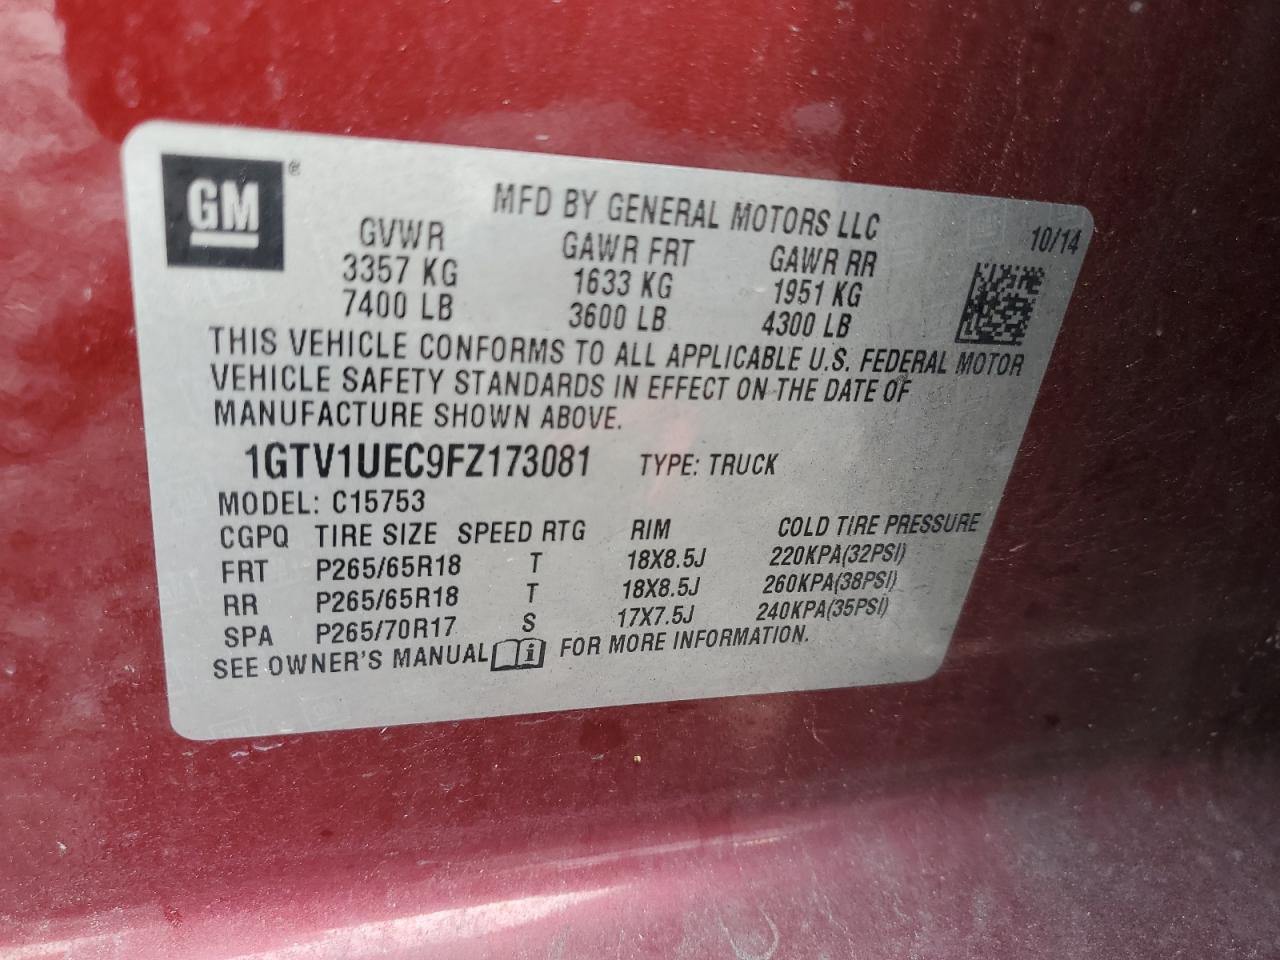 GM®
MFD BY GENERAL MOTORS LLC
10/14
GVWR GAWR FRT GAWR RR
3357 KG 1633 KG 1951 KG
7400 LB 3600 LB 4300 LB
THIS VEHICLE CONFORMS TO ALL APPLICABLE U.S. FEDERAL MOTOR
VEHICLE SAFETY STANDARDS IN EFFECT ON THE DATE OF
MANUFACTURE SHOWN ABOVE.
1GTV1UEC9FZ173081 TYPE: TRUCK
MODEL: C15753
CGPQ TIRE SIZE SPEED RTG RIM COLD TIRE PRESSURE
FRT P265/65R18 T 18X8.5J 220KPA(32PSI)
RR P265/65R18 T 18X8.5J 260KPA(38PSI)
SPA P265/70R17 S 17X7.5J 240KPA(35PSI)
SEE OWNER'S MANUAL i FOR MORE INFORMATION.